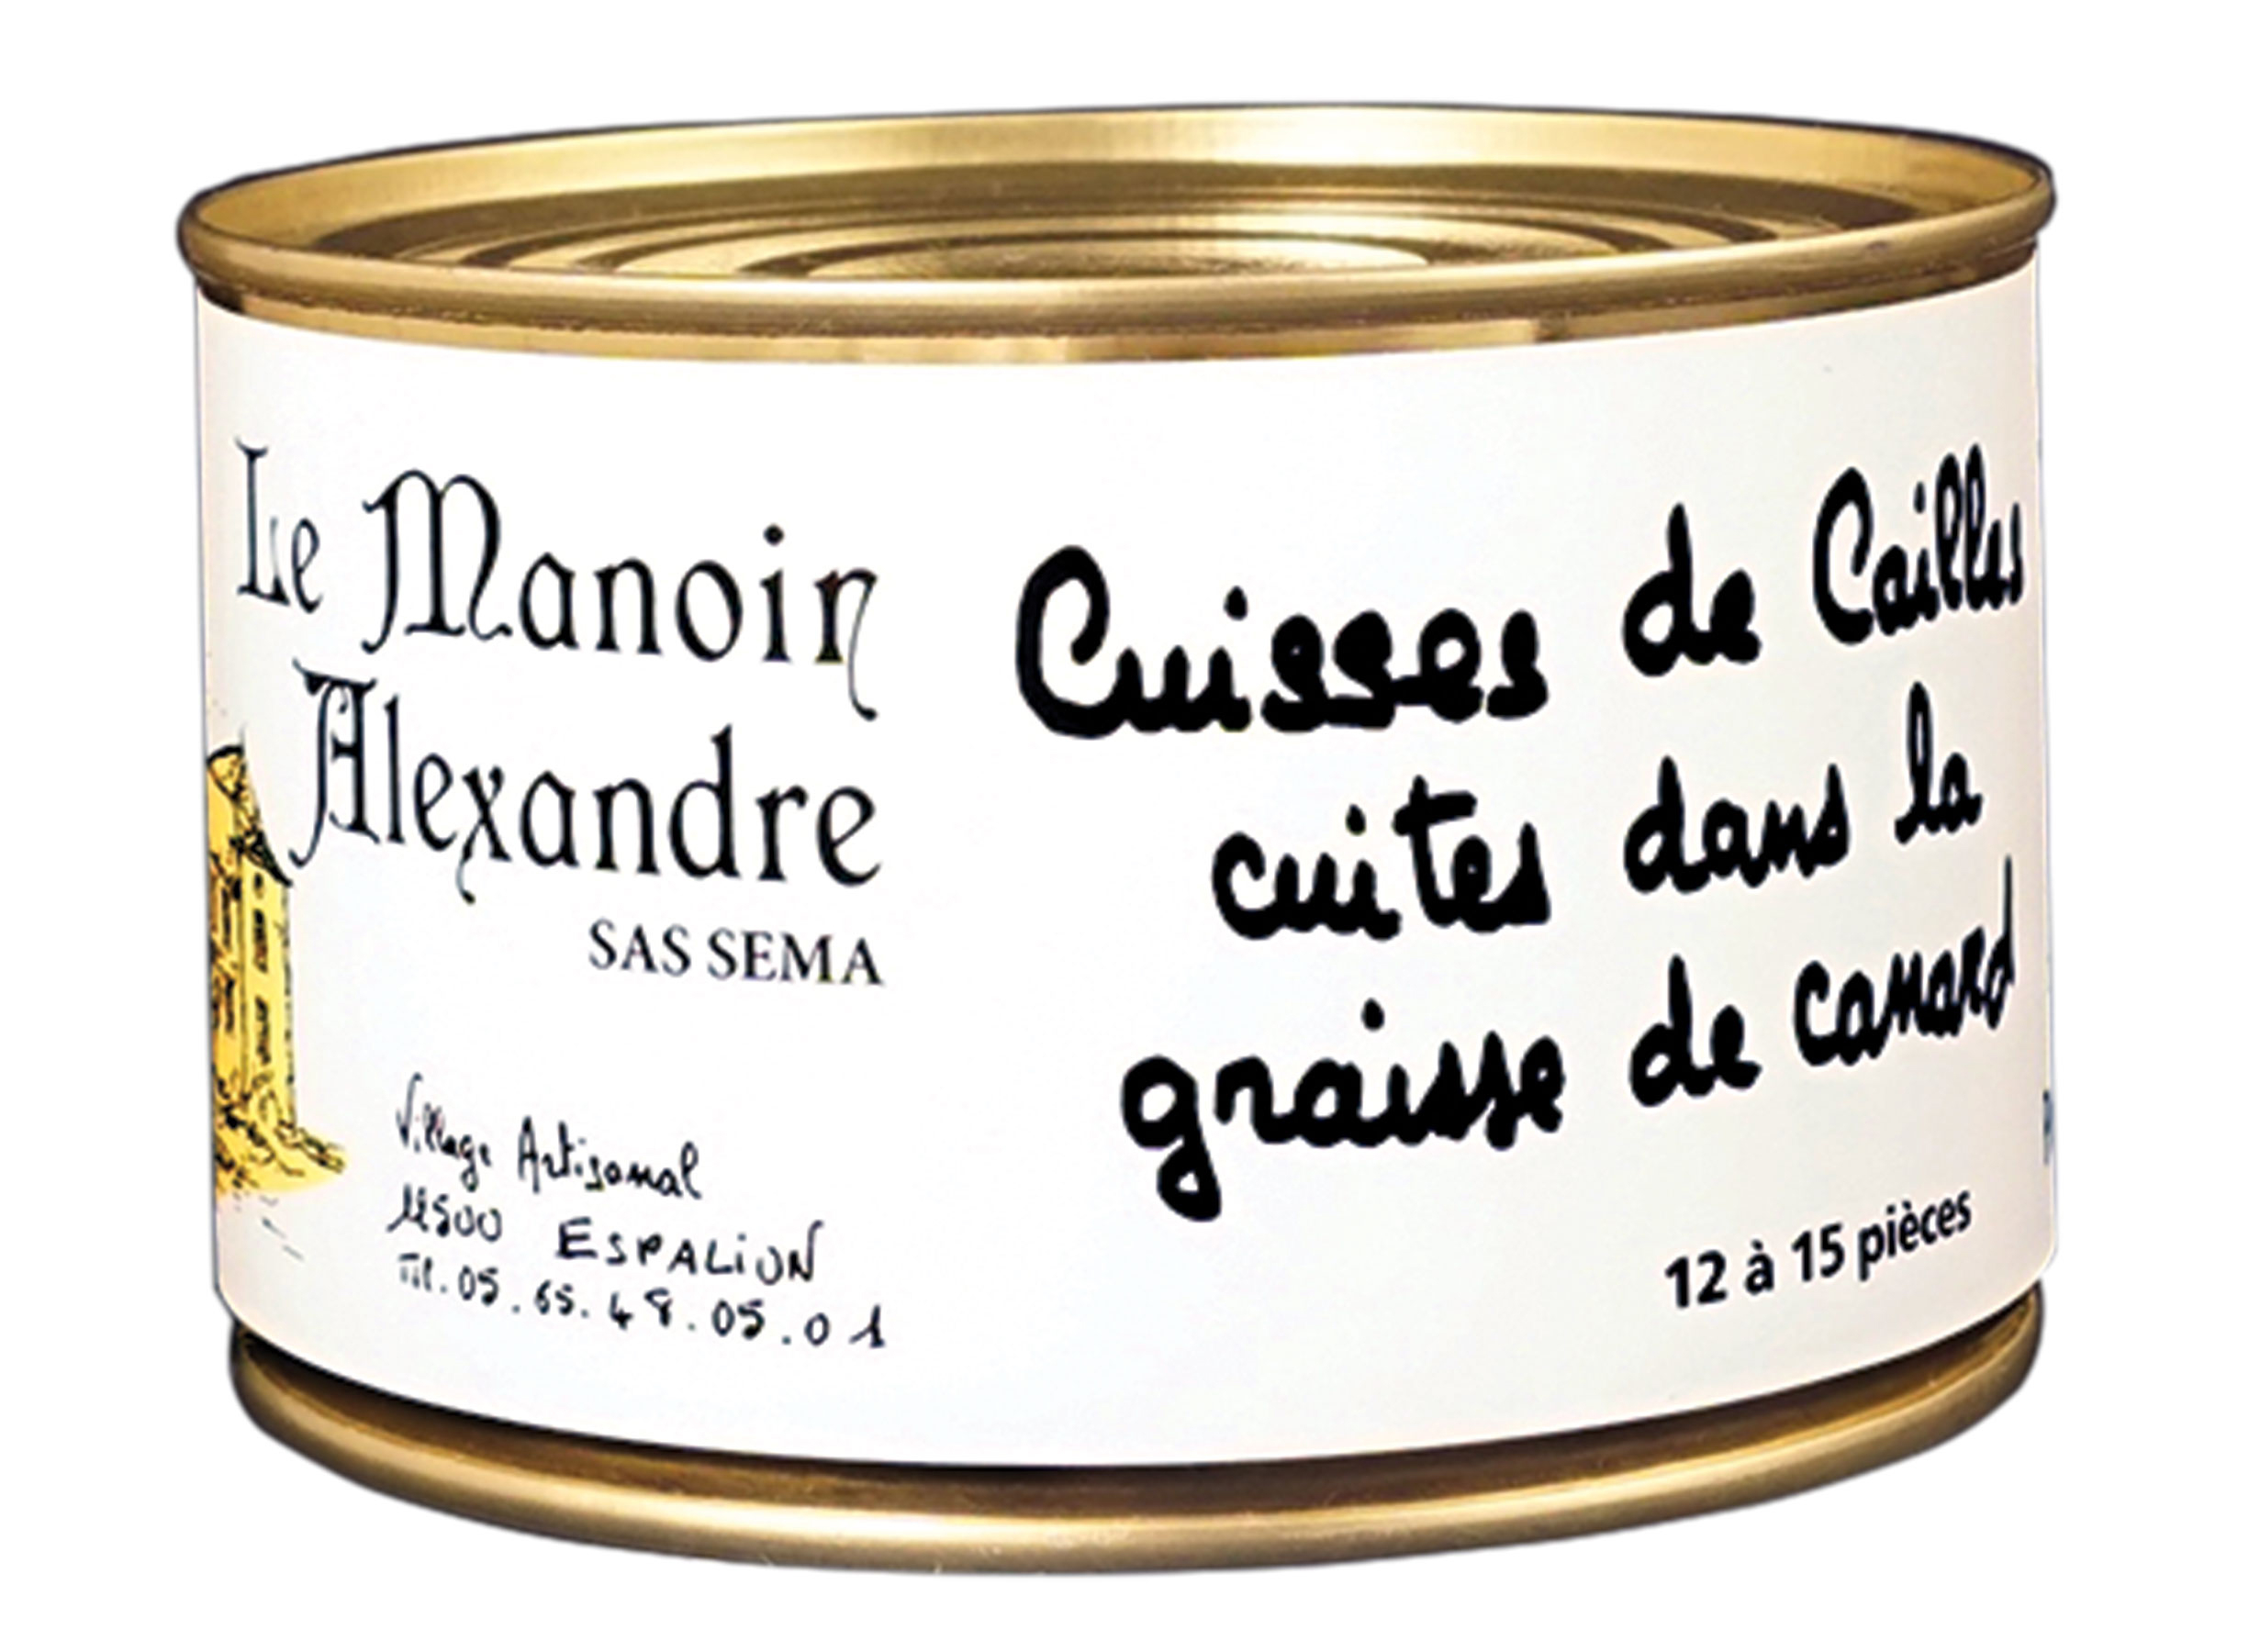 Le Manoir
Alexandre
SAS SEMA
Village Artisanal
12500 ESPALION
Tél. 05.65.48.05.01
Cuisses de Cailles
cuites dans la
graisse de canard
12 à 15 pièces